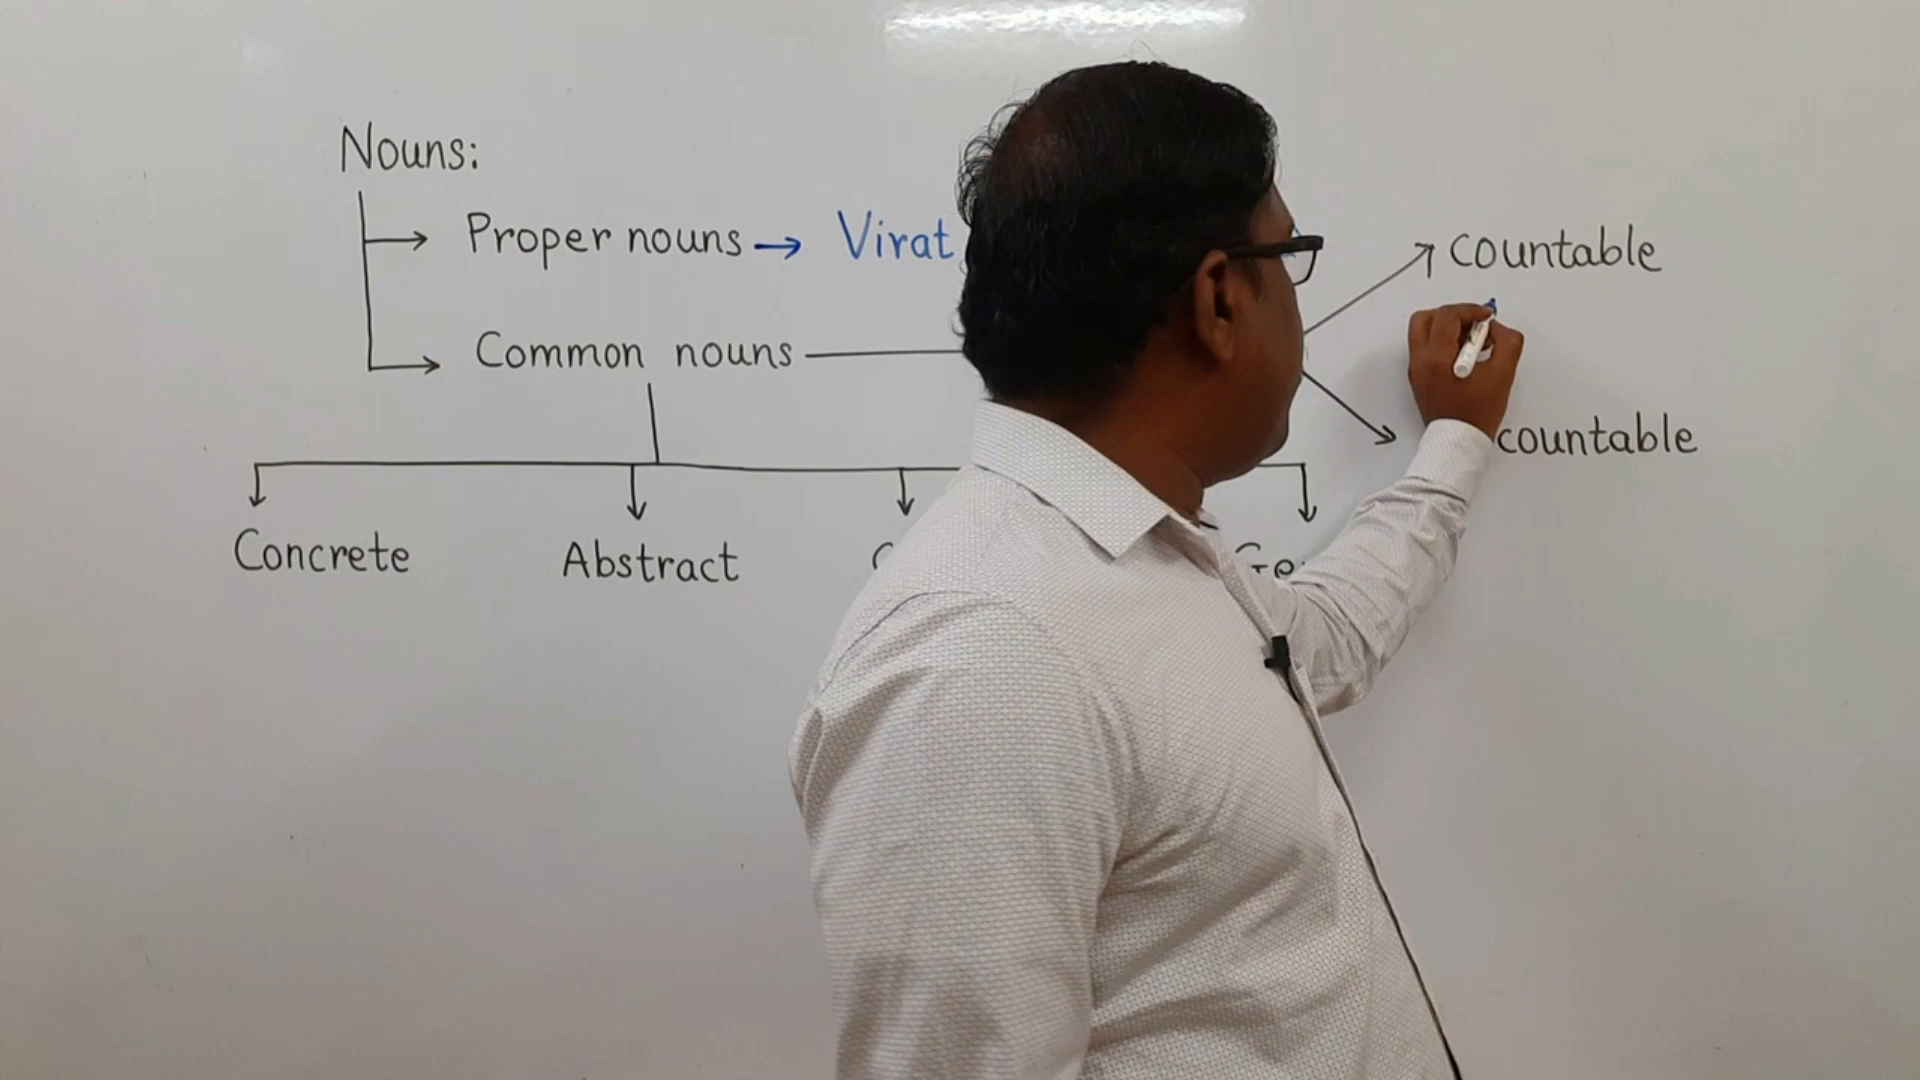 Nouns:
Proper nouns → Virat
countable
Common nouns
countable
Concrete Abstract